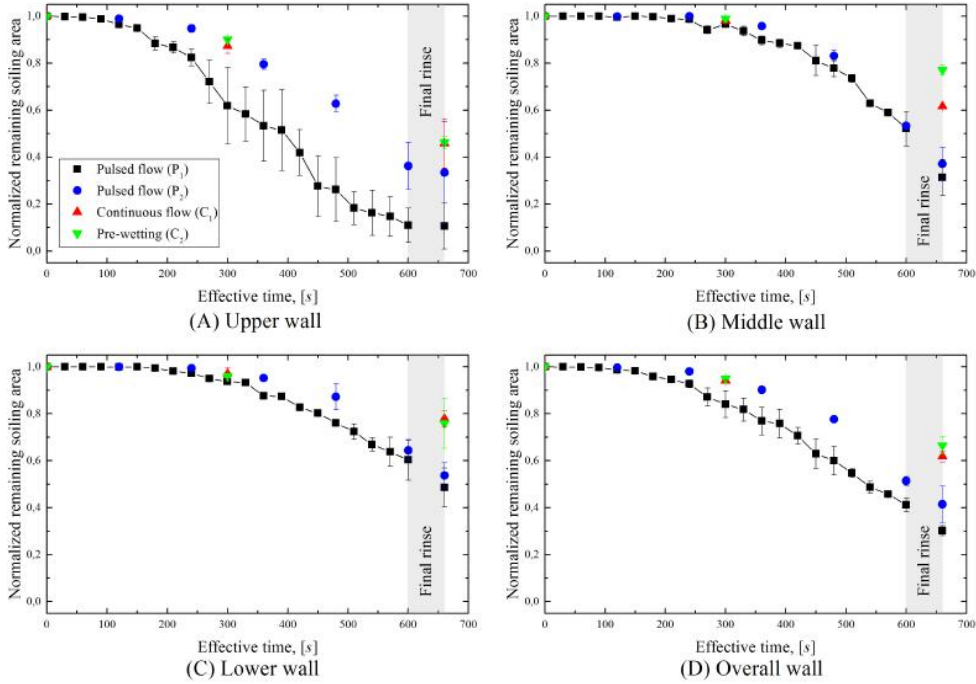 Normalized remaining soiling area
1,0
0,8
0,6
0,4
0,2
0,0
Pulsed flow (P1)
Pulsed flow (P2)
Continuous flow (C1)
Pre-wetting (C2)
Final rinse
0 100 200 300 400 500 600 700
Effective time, [s]
(A) Upper wall
Normalized remaining soiling area
1,0
0,8
0,6
0,4
0,2
0,0
Final rinse
0 100 200 300 400 500 600 700
Effective time, [s]
(B) Middle wall
Normalized remaining soiling area
1,0
0,8
0,6
0,4
0,2
0,0
Final rinse
0 100 200 300 400 500 600 700
Effective time, [s]
(C) Lower wall
Normalized remaining soiling area
1,0
0,8
0,6
0,4
0,2
0,0
Final rinse
0 100 200 300 400 500 600 700
Effective time, [s]
(D) Overall wall